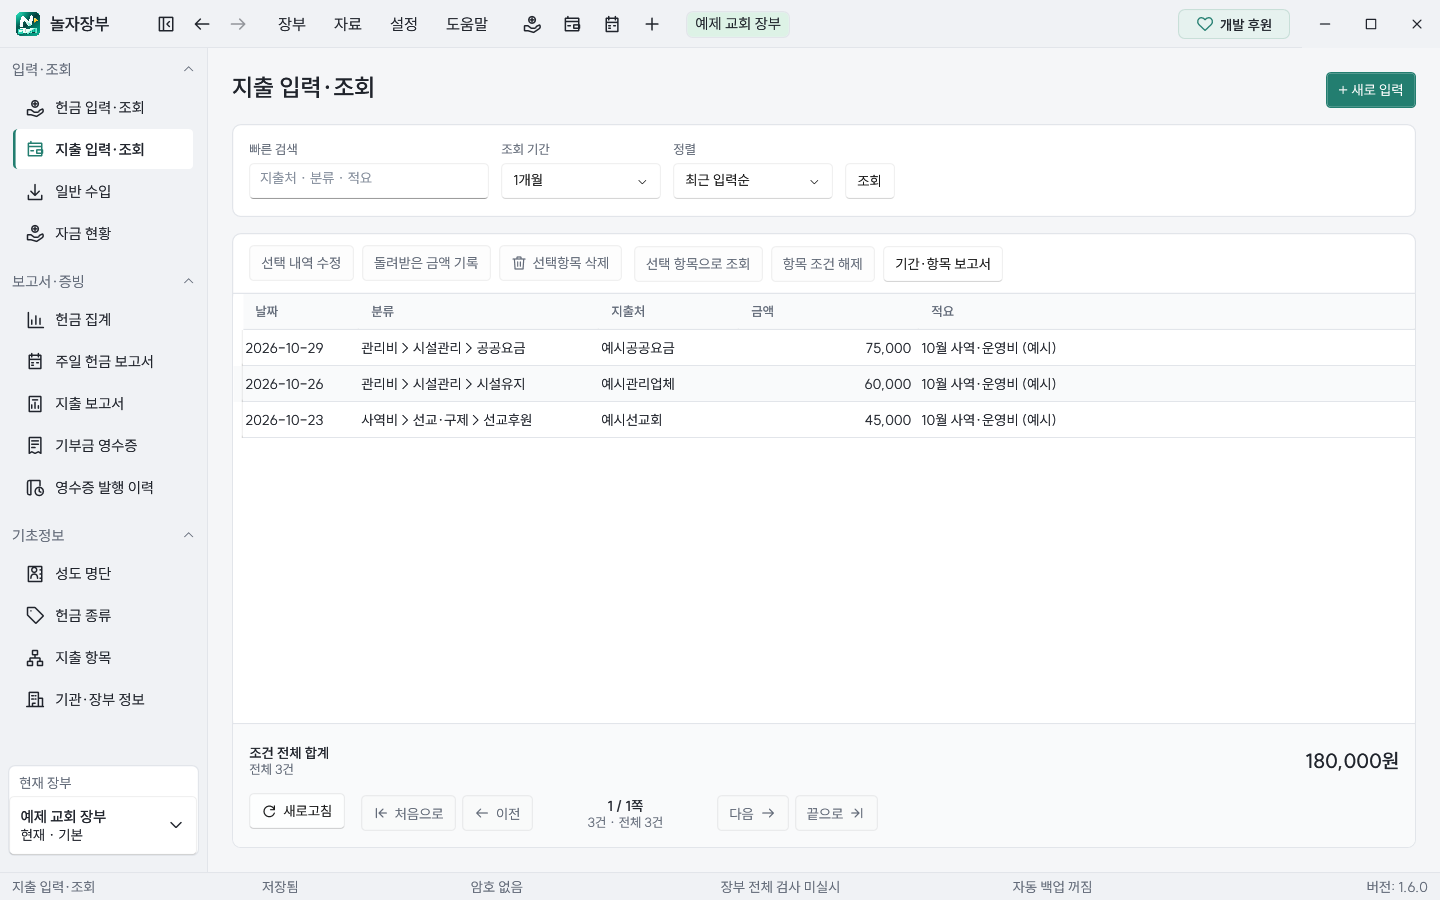 놀자장부
장부 자료 설정 도움말 예제 교회 장부 개발 후원
입력·조회
헌금 입력·조회
지출 입력·조회
일반 수입
자금 현황
보고서·증빙
헌금 집계
주일 헌금 보고서
지출 보고서
기부금 영수증
영수증 발행 이력
기초정보
성도 명단
헌금 종류
지출 항목
기관·장부 정보
현재 장부
예제 교회 장부
현재 · 기본
지출 입력·조회
+ 새로 입력
빠른 검색 조회 기간 정렬
지출처 · 분류 · 적요 1개월 최근 입력순 조회
선택 내역 수정 돌려받은 금액 기록 선택항목 삭제 선택 항목으로 조회 항목 조건 해제 기간·항목 보고서
날짜 분류 지출처 금액 적요
2026-10-29 관리비 > 시설관리 > 공공요금 예시공공요금 75,000 10월 사역·운영비 (예시)
2026-10-26 관리비 > 시설관리 > 시설유지 예시관리업체 60,000 10월 사역·운영비 (예시)
2026-10-23 사역비 > 선교·구제 > 선교후원 예시선교회 45,000 10월 사역·운영비 (예시)
조건 전체 합계
전체 3건
180,000원
새로고침 처음으로 이전 1 / 1쪽 다음 끝으로
3건 · 전체 3건
지출 입력·조회 저장됨 암호 없음 장부 전체 검사 미실시 자동 백업 꺼짐 버전: 1.6.0